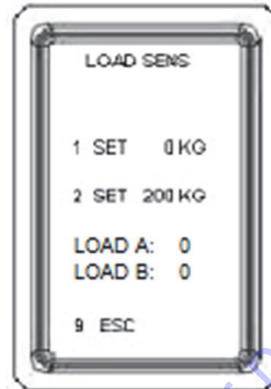 LOAD SENS
1 SET 0 KG
2 SET 200 KG
LOAD A: 0
LOAD B: 0
9 ESC